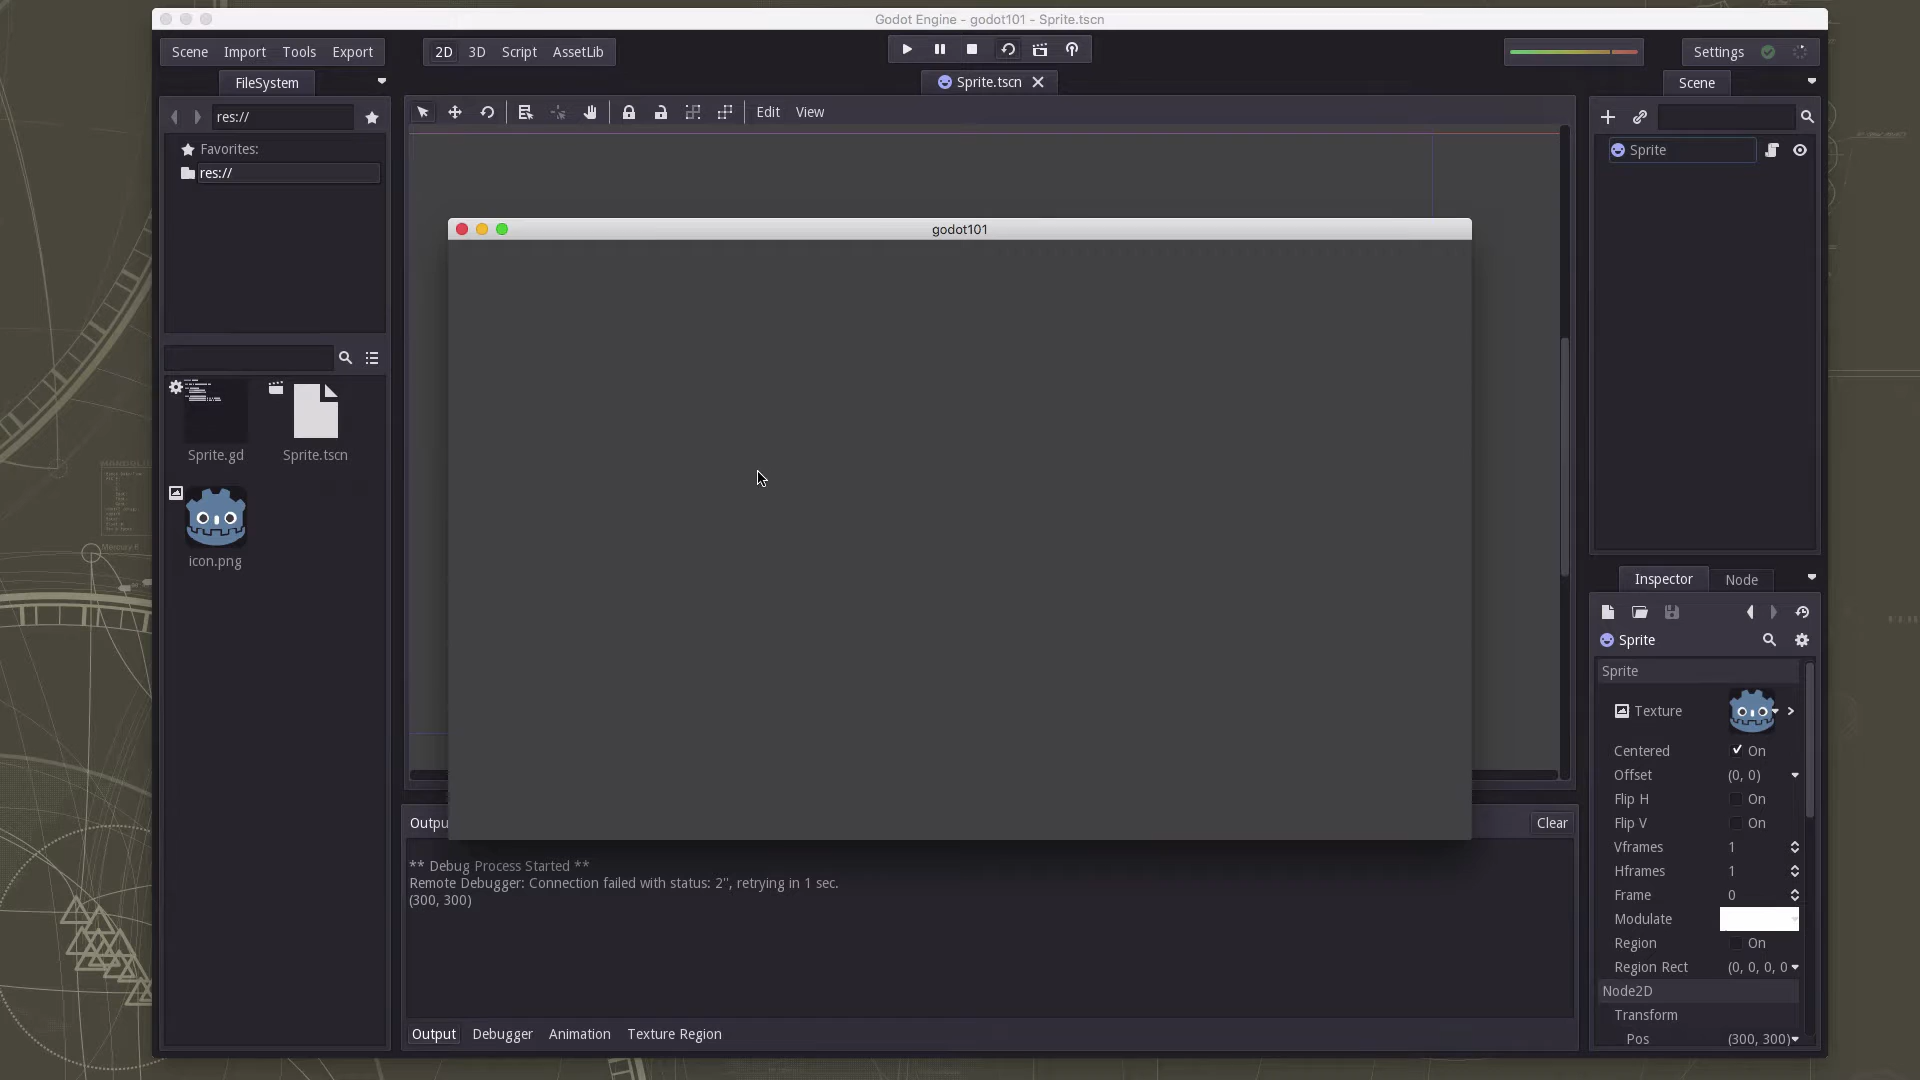 Godot Engine - godot101 - Sprite.tscn
Scene Import Tools Export
2D 3D Script AssetLib
Settings
FileSystem
Sprite.tscn
Scene
res://
Edit View
Favorites:
res://
Sprite
godot101
Sprite.gd
Sprite.tscn
icon.png
Inspector Node
Sprite
Sprite
Texture
Centered On
Offset (0, 0)
Flip H On
Flip V On
Vframes 1
Hframes 1
Frame 0
Modulate
Region On
Region Rect (0, 0, 0, 0
Node2D
Transform
Pos (300, 300)
Outpu
Clear
** Debug Process Started **
Remote Debugger: Connection failed with status: 2'', retrying in 1 sec.
(300, 300)
Output Debugger Animation Texture Region